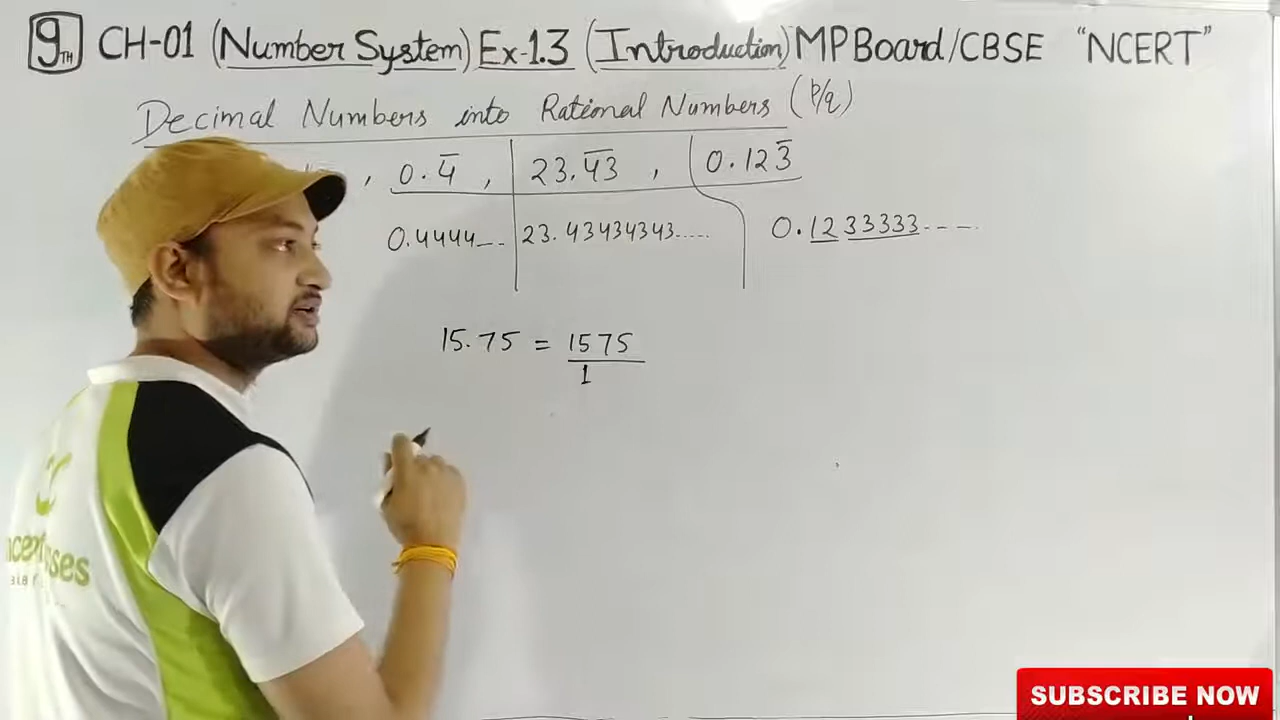 9TH CH-01 (Number System) Ex-1.3 (Introduction) MP Board/CBSE "NCERT"
Decimal Numbers into Rational Numbers (p/q)
, 0.4̅ , 23.4̅3̅ , 0.123̅
0.4444_.. 23.43434343..... 0.1233333----
15.75 = 1575
1
SUBSCRIBE NOW